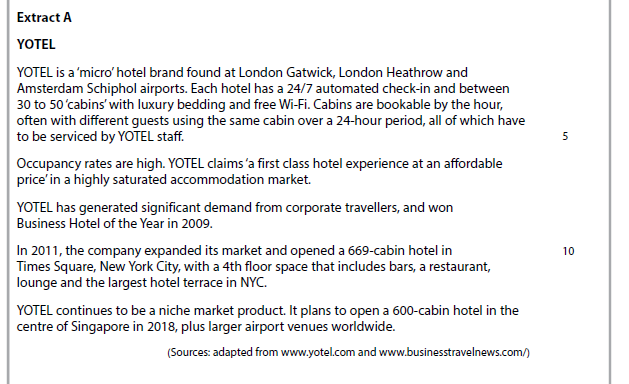 Extract A
YOTEL
YOTEL is a ‘micro’ hotel brand found at London Gatwick, London Heathrow and
Amsterdam Schiphol airports. Each hotel has a 24/7 automated check-in and between
30 to 50 ‘cabins’ with luxury bedding and free Wi-Fi. Cabins are bookable by the hour,
often with different guests using the same cabin over a 24-hour period, all of which have
to be serviced by YOTEL staff. 5
Occupancy rates are high. YOTEL claims ‘a first class hotel experience at an affordable
price’ in a highly saturated accommodation market.
YOTEL has generated significant demand from corporate travellers, and won
Business Hotel of the Year in 2009.
In 2011, the company expanded its market and opened a 669-cabin hotel in 10
Times Square, New York City, with a 4th floor space that includes bars, a restaurant,
lounge and the largest hotel terrace in NYC.
YOTEL continues to be a niche market product. It plans to open a 600-cabin hotel in the
centre of Singapore in 2018, plus larger airport venues worldwide.
(Sources: adapted from www.yotel.com and www.businesstravelnews.com/)